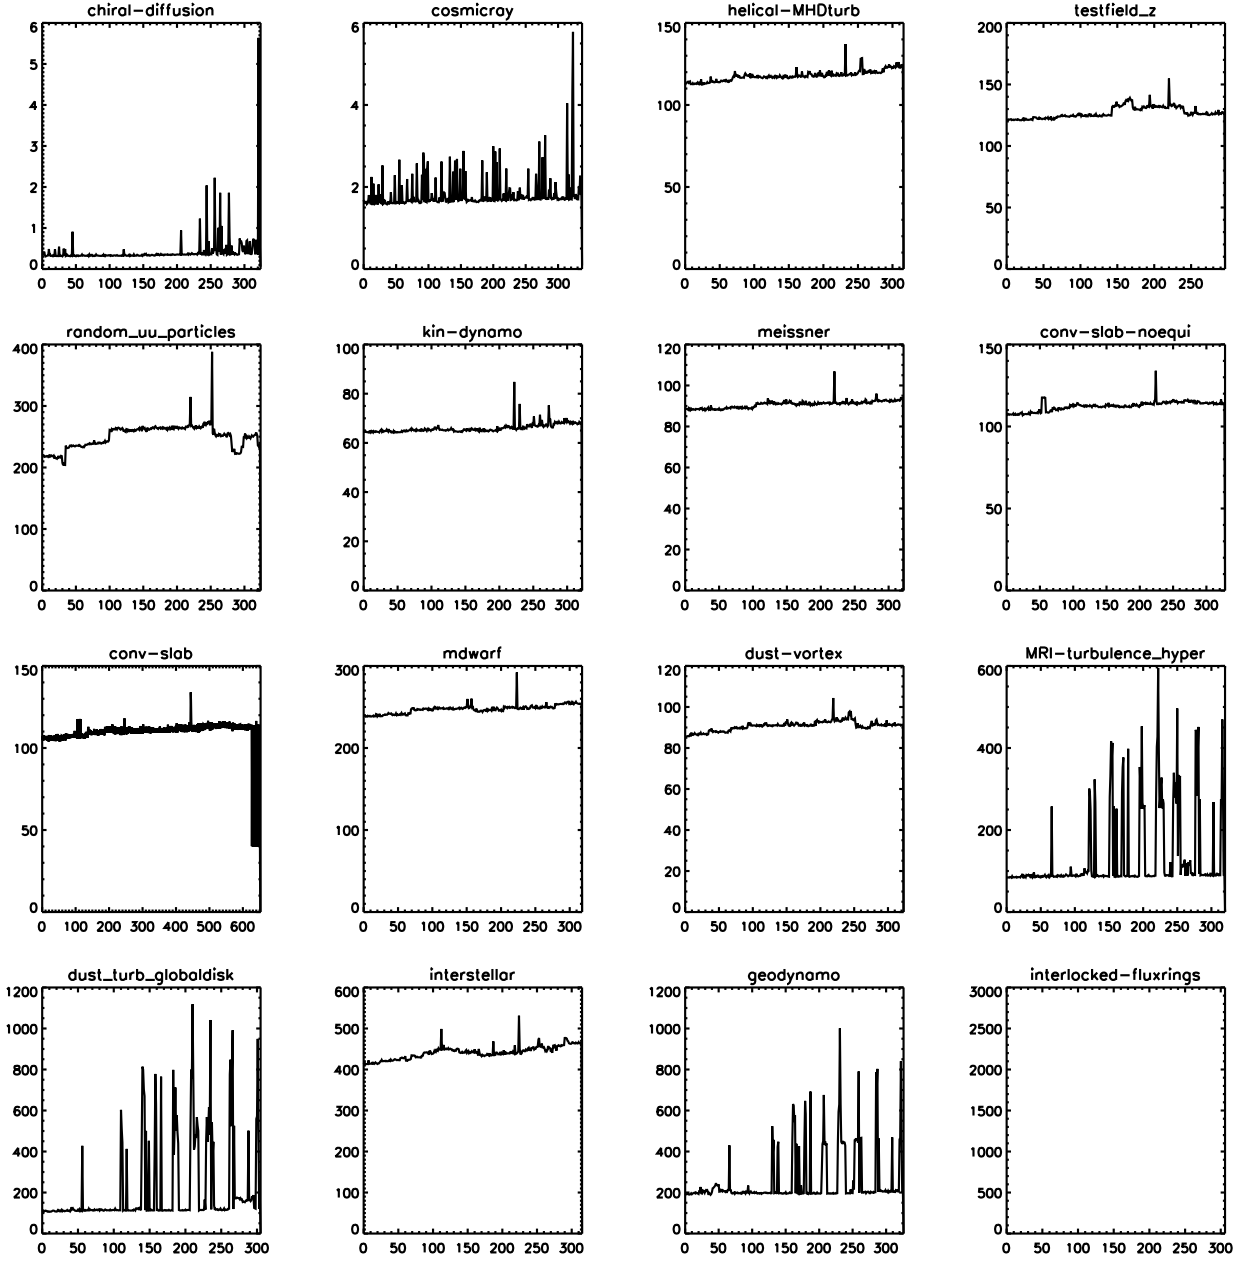 chiral-diffusion cosmicray helical-MHDturb testfield_z
6 6 150 200
5
4 4 100 150
3 100
2 2 50
1 50
0 0 0 0
0 50 100 150 200 250 300 0 50 100 150 200 250 300 0 50 100 150 200 250 300 0 50 100 150 200 250
random_uu_particles kin-dynamo meissner conv-slab-noequi
400 100 120 150
300 80 100
200 60 80 100
100 40 60 50
20 40
20
0 0 0 0
0 50 100 150 200 250 300 0 50 100 150 200 250 300 0 50 100 150 200 250 300 0 50 100 150 200 250 300
conv-slab mdwarf dust-vortex MRI-turbulence_hyper
150 300 120 600
100 200 100 400
50 100 80 200
60
40
20
0 0 0 0
0 100 200 300 400 500 600 0 50 100 150 200 250 300 0 50 100 150 200 250 300 0 50 100 150 200 250 300
dust_turb_globaldisk interstellar geodynamo interlocked-fluxrings
1200 600 1200 3000
1000 500 1000 2500
800 400 800 2000
600 300 600 1500
400 200 400 1000
200 100 200 500
0 0 0 0
0 50 100 150 200 250 300 0 50 100 150 200 250 300 0 50 100 150 200 250 300 0 50 100 150 200 250 300